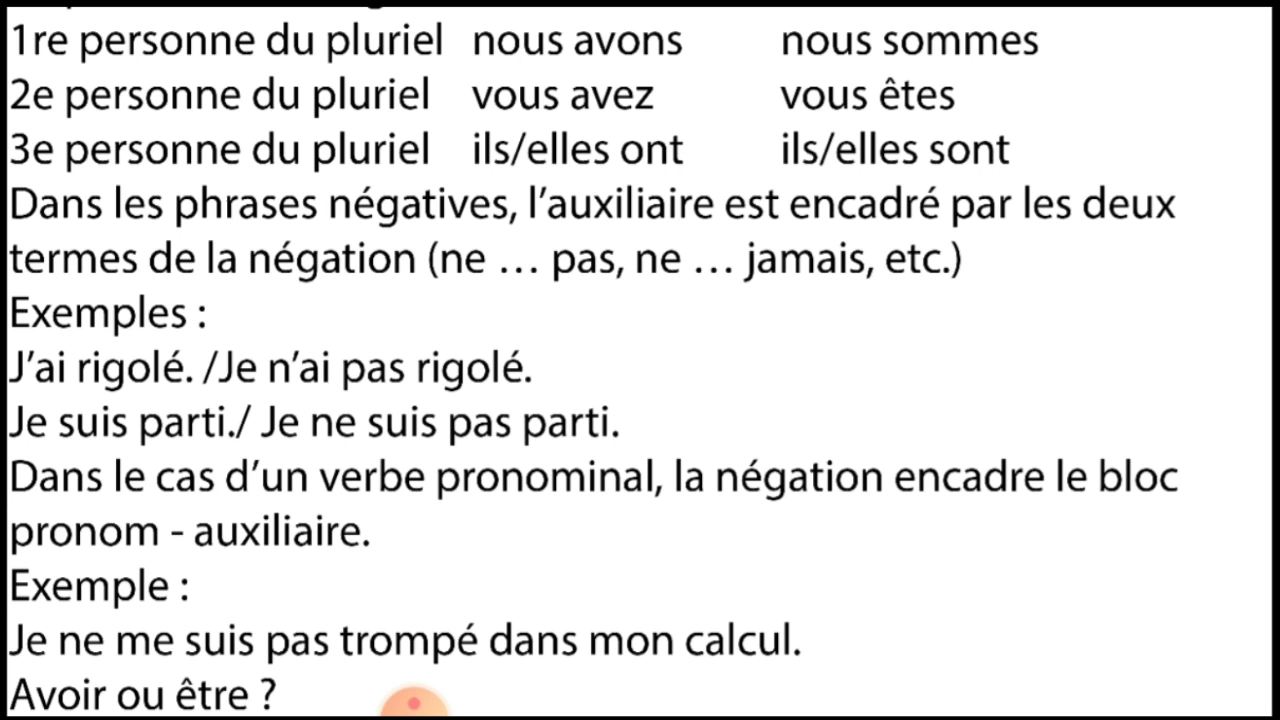 1re personne du pluriel nous avons nous sommes
2e personne du pluriel vous avez vous êtes
3e personne du pluriel ils/elles ont ils/elles sont
Dans les phrases négatives, l’auxiliaire est encadré par les deux
termes de la négation (ne … pas, ne … jamais, etc.)
Exemples :
J’ai rigolé. /Je n’ai pas rigolé.
Je suis parti./ Je ne suis pas parti.
Dans le cas d’un verbe pronominal, la négation encadre le bloc
pronom - auxiliaire.
Exemple :
Je ne me suis pas trompé dans mon calcul.
Avoir ou être ?